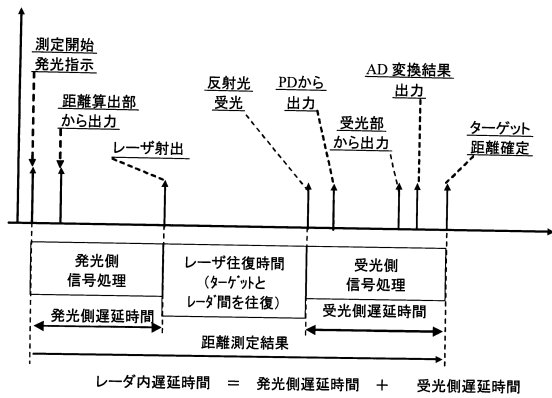 測定開始
発光指示
距離算出部
から出力
レーザ射出
反射光
受光
PDから
出力
受光部
から出力
AD変換結果
出力
ターゲット
距離確定
発光側
信号処理
レーザ往復時間
(ターゲットと
レーダ間を往復)
受光側
信号処理
発光側遅延時間
受光側遅延時間
距離測定結果
レーダ内遅延時間 = 発光側遅延時間 + 受光側遅延時間